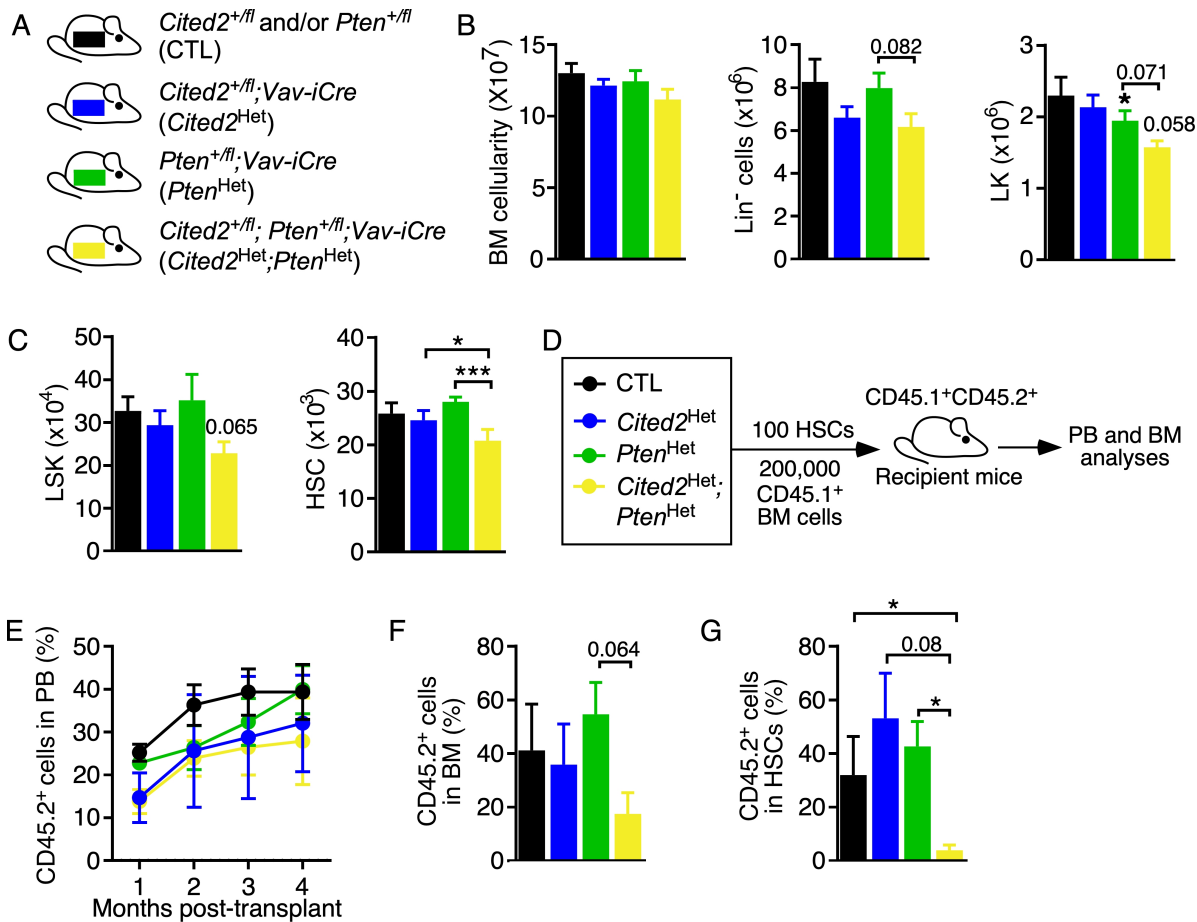 A
Cited2+/fl and/or Pten+/fl
(CTL)
Cited2+/fl;Vav-iCre
(Cited2Het)
Pten+/fl;Vav-iCre
(PtenHet)
Cited2+/fl; Pten+/fl;Vav-iCre
(Cited2Het;PtenHet)
B
BM cellularity (X107)
15
10
5
0
Lin- cells (x106)
10
8
6
4
2
0
0.082
LK (x106)
3
2
1
0
0.071
*
0.058
C
LSK (x104)
50
40
30
20
10
0
0.065
HSC (x103)
40
30
20
10
0
*
***
D
CTL
Cited2Het
PtenHet
Cited2Het;
PtenHet
100 HSCs
200,000
CD45.1+
BM cells
CD45.1+CD45.2+
Recipient mice
PB and BM
analyses
E
CD45.2+ cells in PB (%)
50
40
30
20
10
0
1 2 3 4
Months post-transplant
F
CD45.2+ cells
in BM (%)
80
60
40
20
0
0.064
G
CD45.2+ cells
in HSCs (%)
80
60
40
20
0
*
0.08
*